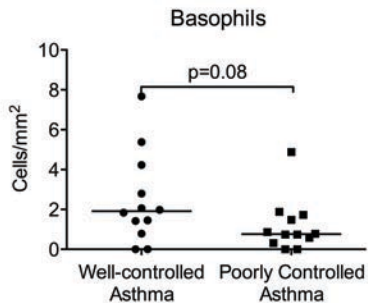 Basophils
p=0.08
Cells/mm²
10
8
6
4
2
0
Well-controlled Poorly Controlled
Asthma Asthma